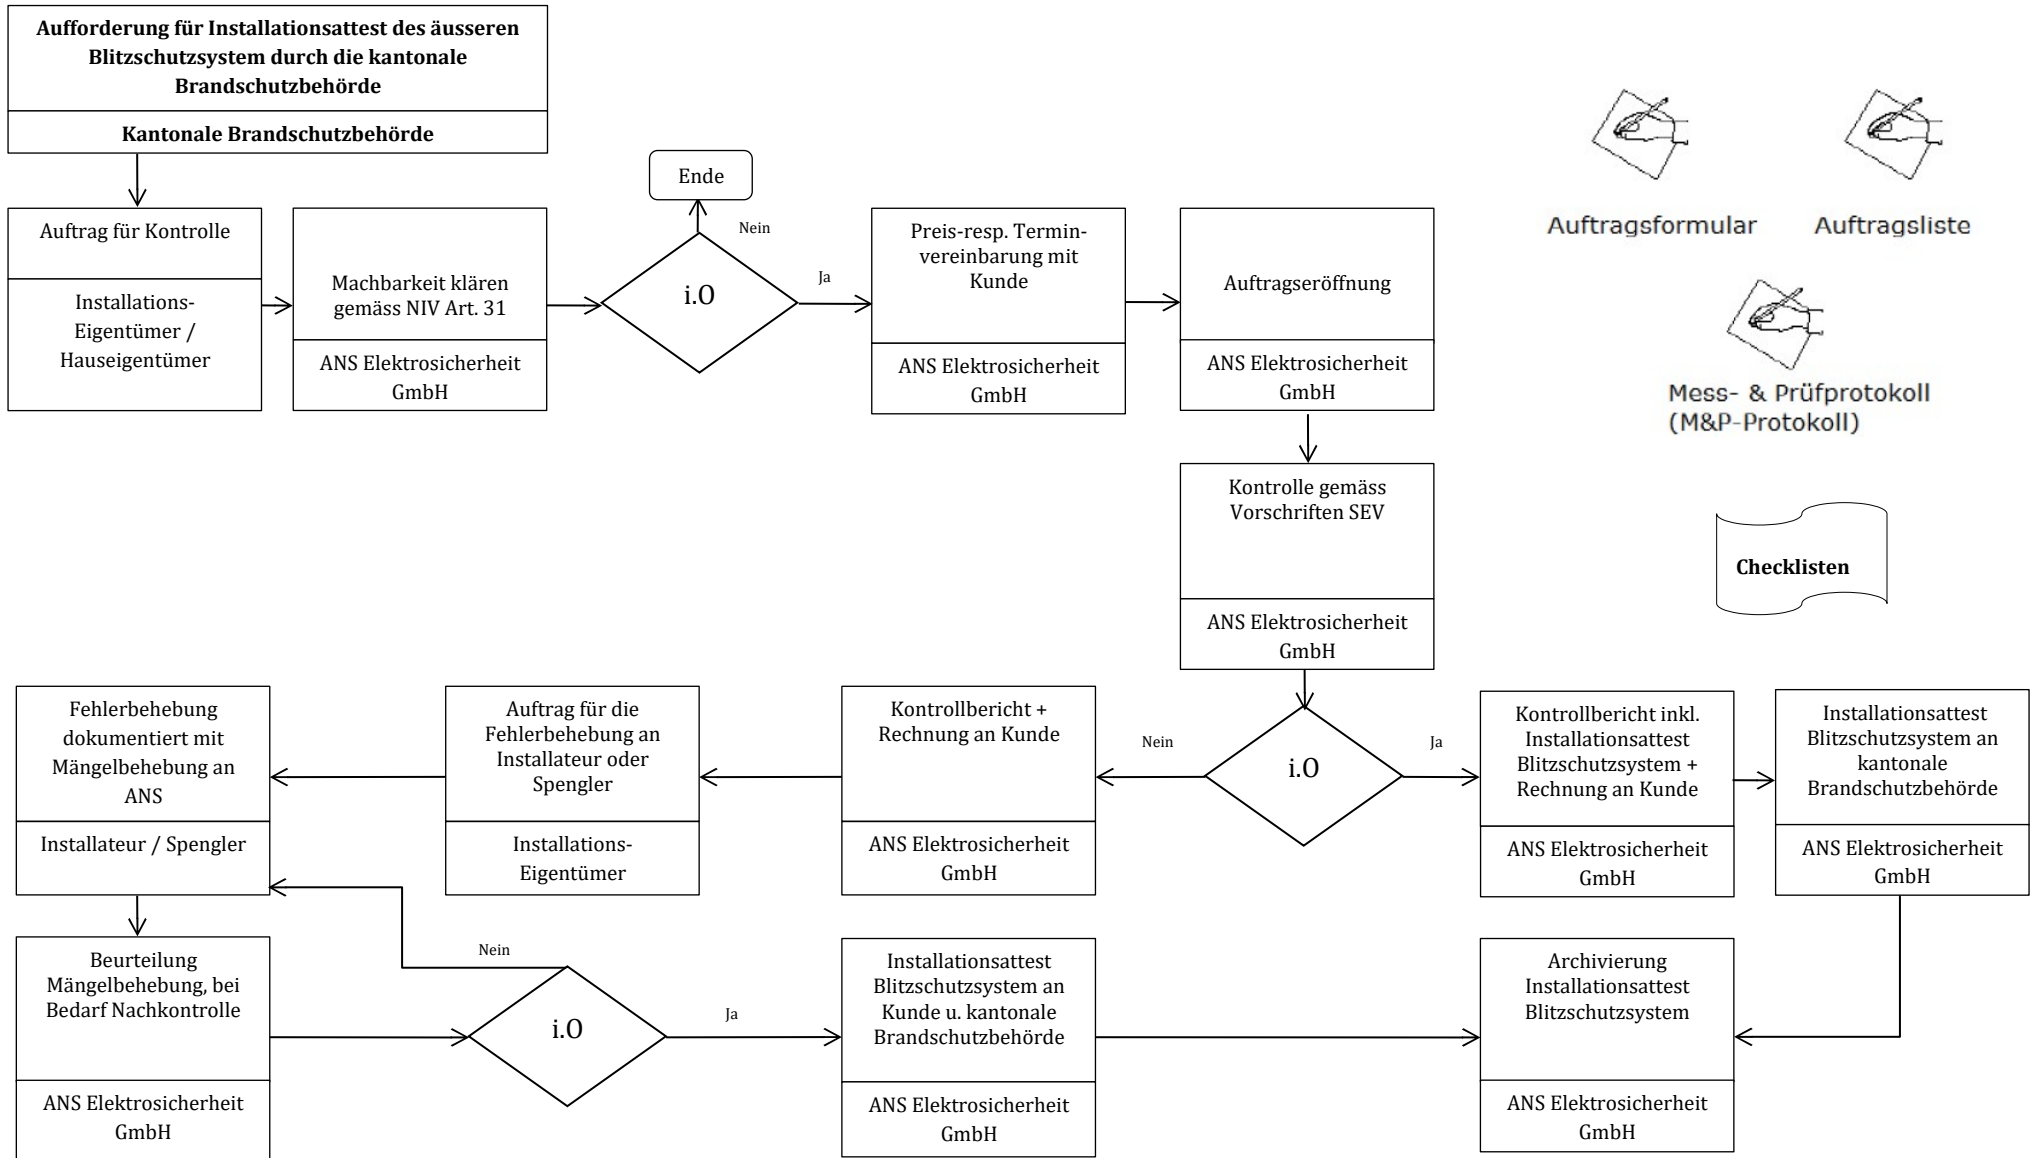 Aufforderung für Installationsattest des äusseren
Blitzschutzsystem durch die kantonale
Brandschutzbehörde
Kantonale Brandschutzbehörde
Auftrag für Kontrolle
Installations-
Eigentümer /
Hauseigentümer
Machbarkeit klären
gemäss NIV Art. 31
ANS Elektrosicherheit
GmbH
Ende
Nein
i.O
Ja
Preis-resp. Termin-
vereinbarung mit
Kunde
ANS Elektrosicherheit
GmbH
Auftragseröffnung
ANS Elektrosicherheit
GmbH
Auftragsformular
Auftragsliste
Mess- & Prüfprotokoll
(M&P-Protokoll)
Checklisten
Kontrolle gemäss
Vorschriften SEV
ANS Elektrosicherheit
GmbH
Fehlerbehebung
dokumentiert mit
Mängelbehebung an
ANS
Installateur / Spengler
Auftrag für die
Fehlerbehebung an
Installateur oder
Spengler
Installations-
Eigentümer
Kontrollbericht +
Rechnung an Kunde
ANS Elektrosicherheit
GmbH
Nein
i.O
Ja
Kontrollbericht inkl.
Installationsattest
Blitzschutzsystem +
Rechnung an Kunde
ANS Elektrosicherheit
GmbH
Installationsattest
Blitzschutzsystem an
kantonale
Brandschutzbehörde
ANS Elektrosicherheit
GmbH
Beurteilung
Mängelbehebung, bei
Bedarf Nachkontrolle
ANS Elektrosicherheit
GmbH
Nein
i.O
Ja
Installationsattest
Blitzschutzsystem an
Kunde u. kantonale
Brandschutzbehörde
ANS Elektrosicherheit
GmbH
Archivierung
Installationsattest
Blitzschutzsystem
ANS Elektrosicherheit
GmbH